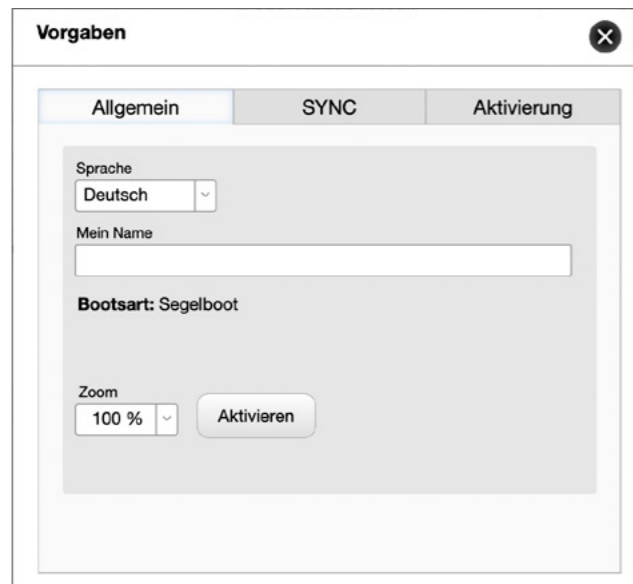 Vorgaben
Allgemein
SYNC
Aktivierung
Sprache
Deutsch
Mein Name
Bootsart: Segelboot
Zoom
100 %
Aktivieren